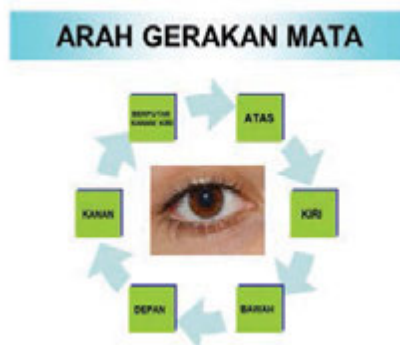 ARAH GERAKAN MATA
BERPUTAR
KANAN KIRI
ATAS
KIRI
BAWAH
DEPAN
KANAN